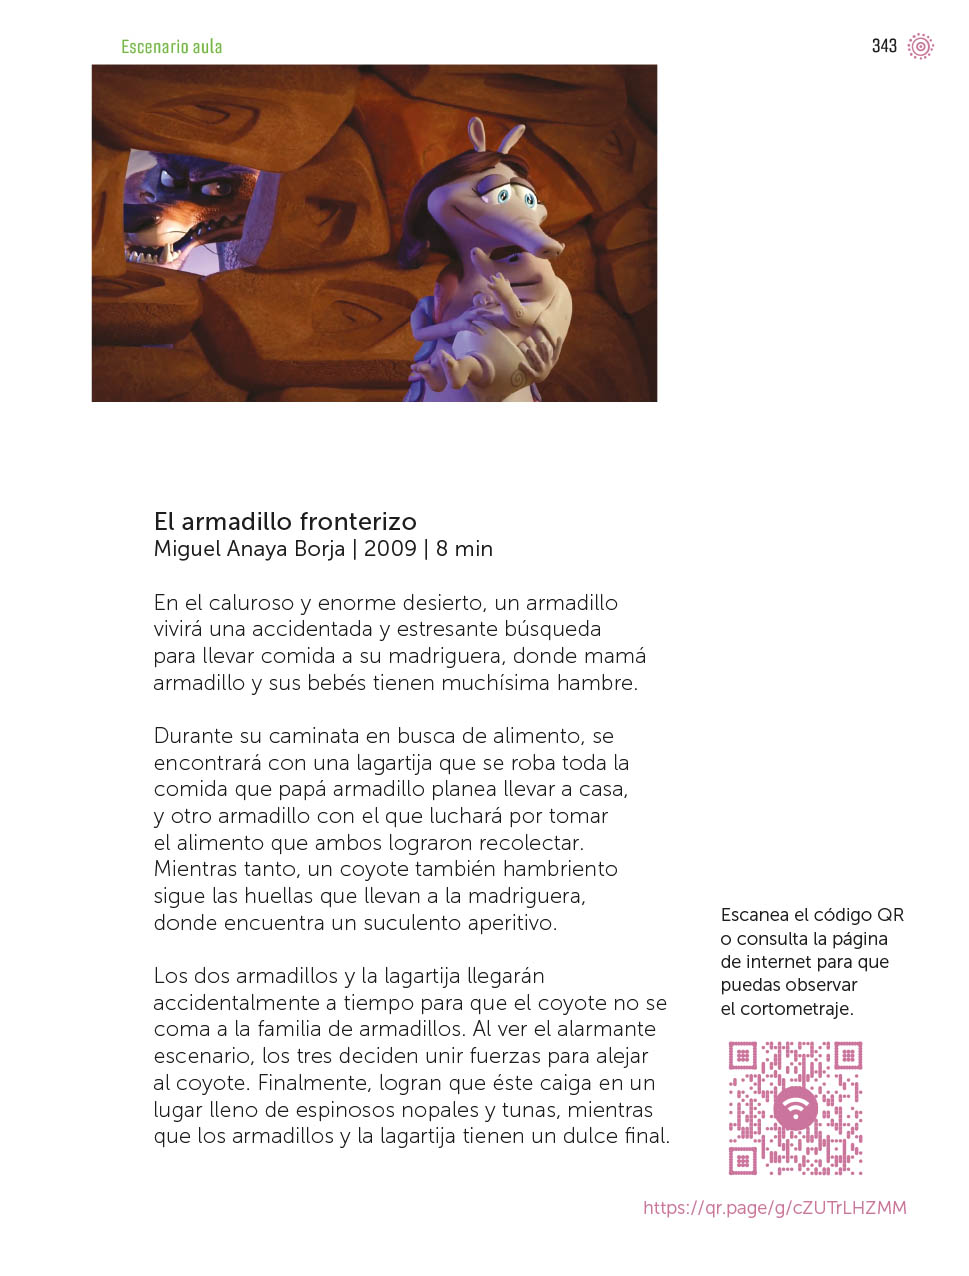 Escenario aula
343
El armadillo fronterizo
Miguel Anaya Borja | 2009 | 8 min
En el caluroso y enorme desierto, un armadillo
vivirá una accidentada y estresante búsqueda
para llevar comida a su madriguera, donde mamá
armadillo y sus bebés tienen muchísima hambre.
Durante su caminata en busca de alimento, se
encontrará con una lagartija que se roba toda la
comida que papá armadillo planea llevar a casa,
y otro armadillo con el que luchará por tomar
el alimento que ambos lograron recolectar.
Mientras tanto, un coyote también hambriento
sigue las huellas que llevan a la madriguera,
donde encuentra un suculento aperitivo.
Los dos armadillos y la lagartija llegarán
accidentalmente a tiempo para que el coyote no se
coma a la familia de armadillos. Al ver el alarmante
escenario, los tres deciden unir fuerzas para alejar
al coyote. Finalmente, logran que éste caiga en un
lugar lleno de espinosos nopales y tunas, mientras
que los armadillos y la lagartija tienen un dulce final.
Escanea el código QR
o consulta la página
de internet para que
puedas observar
el cortometraje.
https://qr.page/g/cZUTrLHZMM